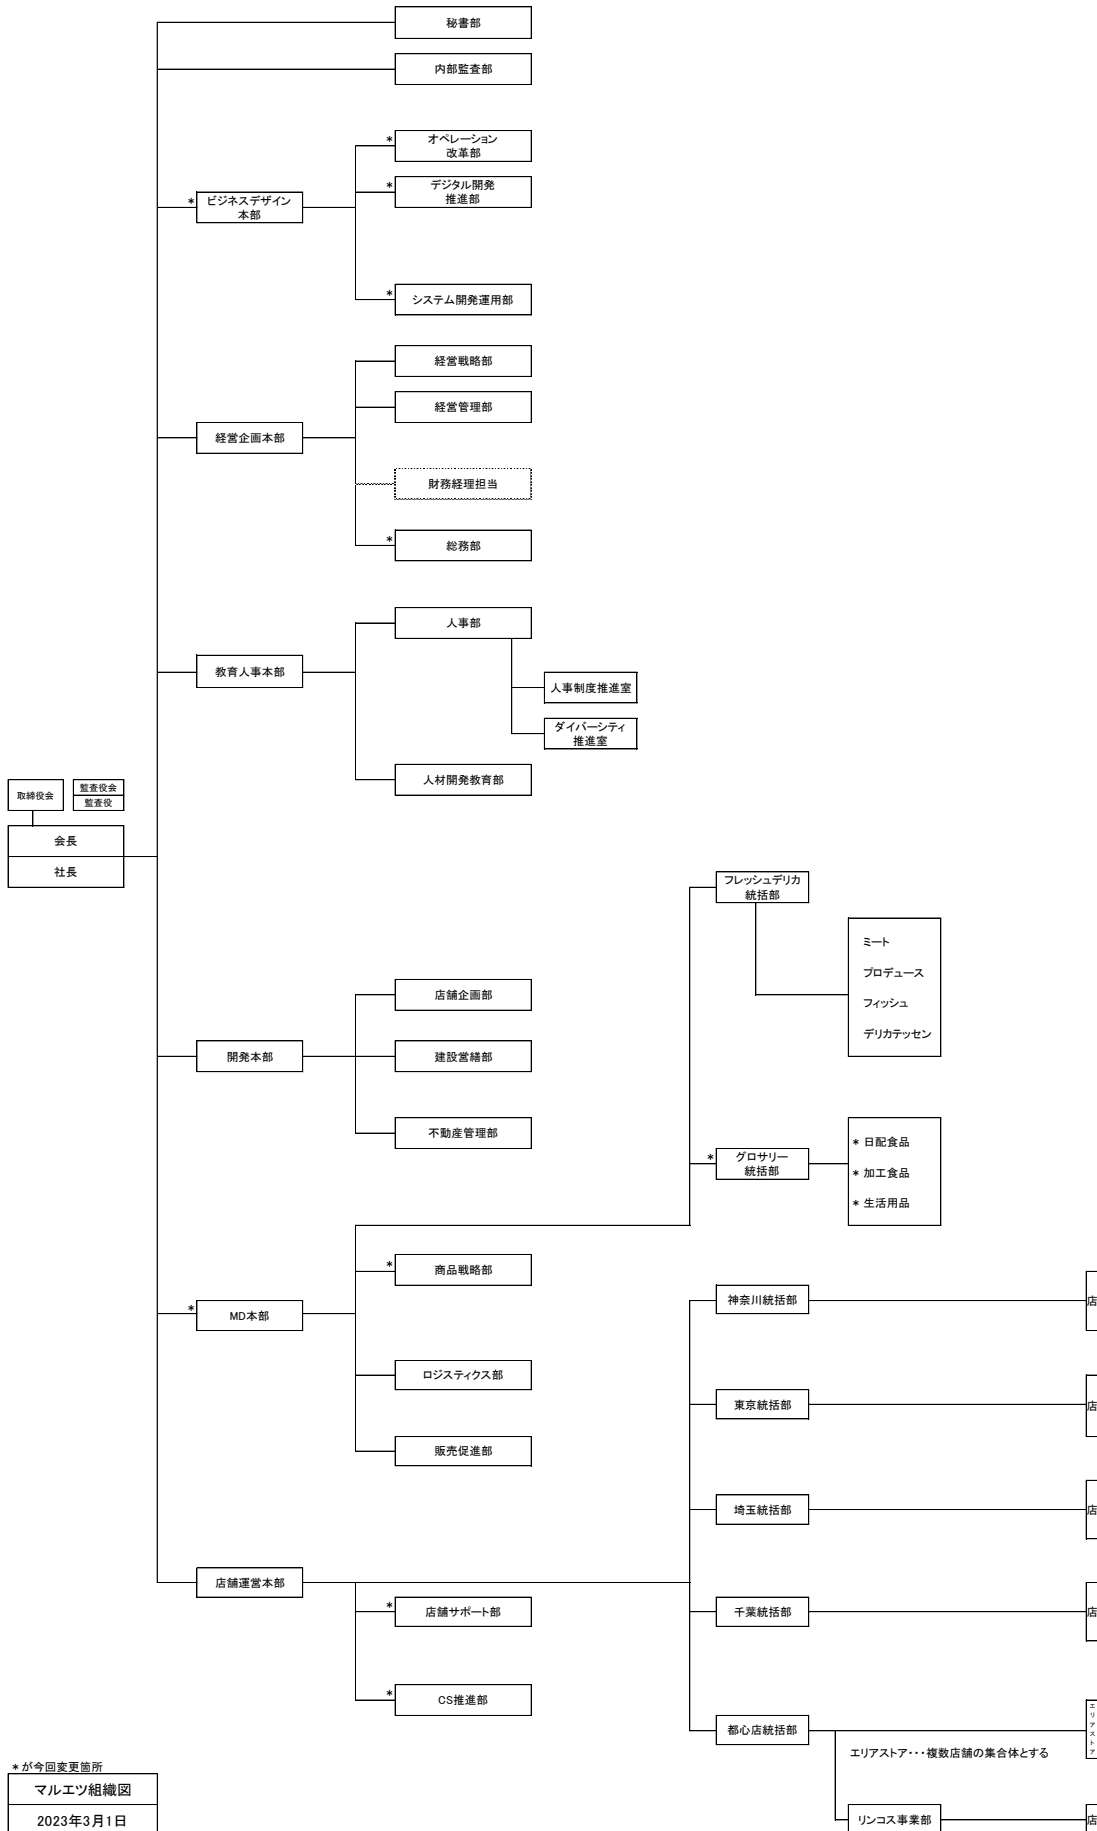 秘書部
内部監査部
* オペレーション
改革部
* デジタル開発
推進部
* ビジネスデザイン
本部
* システム開発運用部
経営戦略部
経営管理部
経営企画本部
財務経理担当
* 総務部
人事部
教育人事本部
人事制度推進室
ダイバーシティ
推進室
人材開発教育部
取締役会
監査役会
監査役
会長
社長
フレッシュデリカ
統括部
ミート
プロデュース
フィッシュ
デリカテッセン
店舗企画部
開発本部
建設営繕部
不動産管理部
* グロサリー
統括部
* 日配食品
* 加工食品
* 生活用品
* 商品戦略部
* MD本部
ロジスティクス部
販売促進部
神奈川統括部
店
東京統括部
店
埼玉統括部
店
店舗運営本部
* 店舗サポート部
千葉統括部
店
* CS推進部
都心店統括部
エリアストア
エリアストア・・・複数店舗の集合体とする
リンコス事業部
店
* が今回変更箇所
マルエツ組織図
2023年3月1日